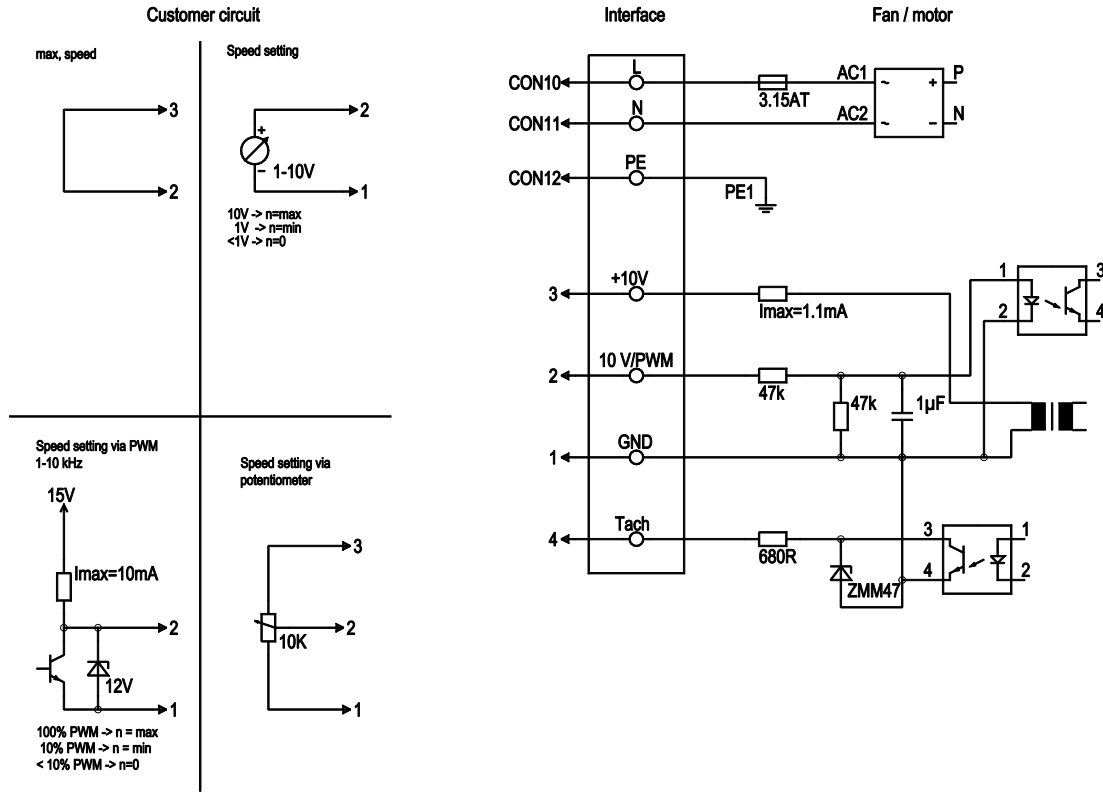 Customer circuit
max, speed
3
2
Speed setting
2
+
−
1-10V
1
10V -> n=max
1V -> n=min
<1V -> n=0
Speed setting via PWM
1-10 kHz
15V
Imax=10mA
2
12V
1
100% PWM -> n = max
10% PWM -> n = min
< 10% PWM -> n=0
Speed setting via
potentiometer
3
2
10K
1
Interface
Fan / motor
CON10
L
3.15AT
AC1
~
+
P
CON11
N
AC2
~
−
N
CON12
PE
PE1
3
+10V
Imax=1.1mA
1
2
3
4
2
10 V/PWM
47k
47k
1µF
1
GND
4
Tach
680R
ZMM47
3
4
1
2